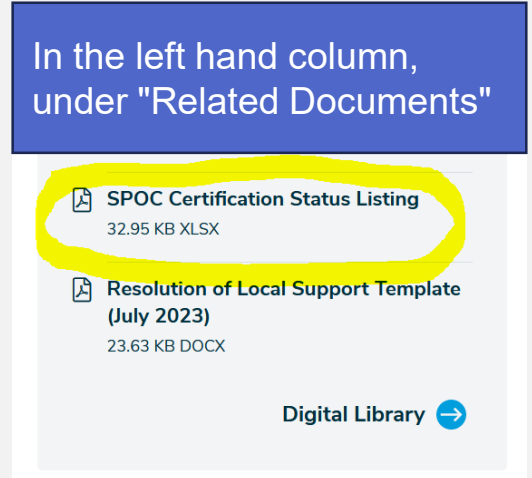 In the left hand column,
under "Related Documents"
SPOC Certification Status Listing
32.95 KB XLSX
Resolution of Local Support Template
(July 2023)
23.63 KB DOCX
Digital Library